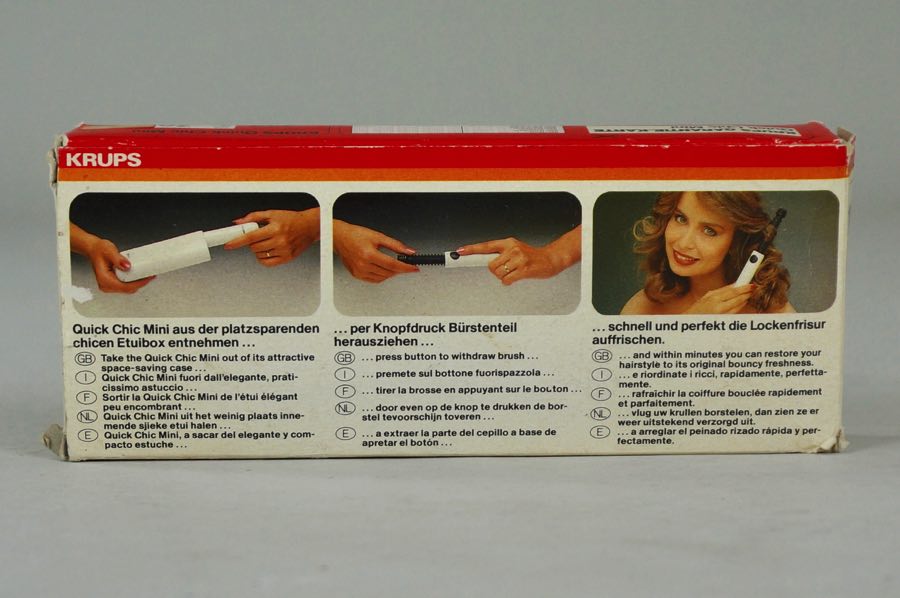 KRUPS Quick Chic Mini
KRUPS GARANTIE-KARTE
KRUPS
Quick Chic Mini aus der platzsparenden
chicen Etuibox entnehmen ...
GB Take the Quick Chic Mini out of its attractive
space-saving case ...
I Quick Chic Mini fuori dall'elegante, prati-
cissimo astuccio ...
F Sortir la Quick Chic Mini de l'étui élégant
peu encombrant ...
NL Quick Chic Mini uit het weinig plaats inne-
mende sjieke etui halen ...
E Quick Chic Mini, a sacar del elegante y com-
pacto estuche ...
... per Knopfdruck Bürstenteil
herausziehen ...
GB ... press button to withdraw brush ...
I ... premete sul bottone fuorispazzola ...
F ... tirer la brosse en appuyant sur le bouton ...
NL ... door even op de knop te drukken de bor-
stel tevoorschijn toveren ...
E ... a extraer la parte del cepillo a base de
apretar el botón ...
... schnell und perfekt die Lockenfrisur
auffrischen.
GB ... and within minutes you can restore your
hairstyle to its original bouncy freshness.
I ... e riordinate i ricci, rapidamente, perfetta-
mente.
F ... rafraîchir la coiffure bouclée rapidement
et parfaitement.
NL ... vlug uw krullen borstelen, dan zien ze er
weer uitstekend verzorgd uit.
E ... a arreglar el peinado rizado rápida y per-
fectamente.